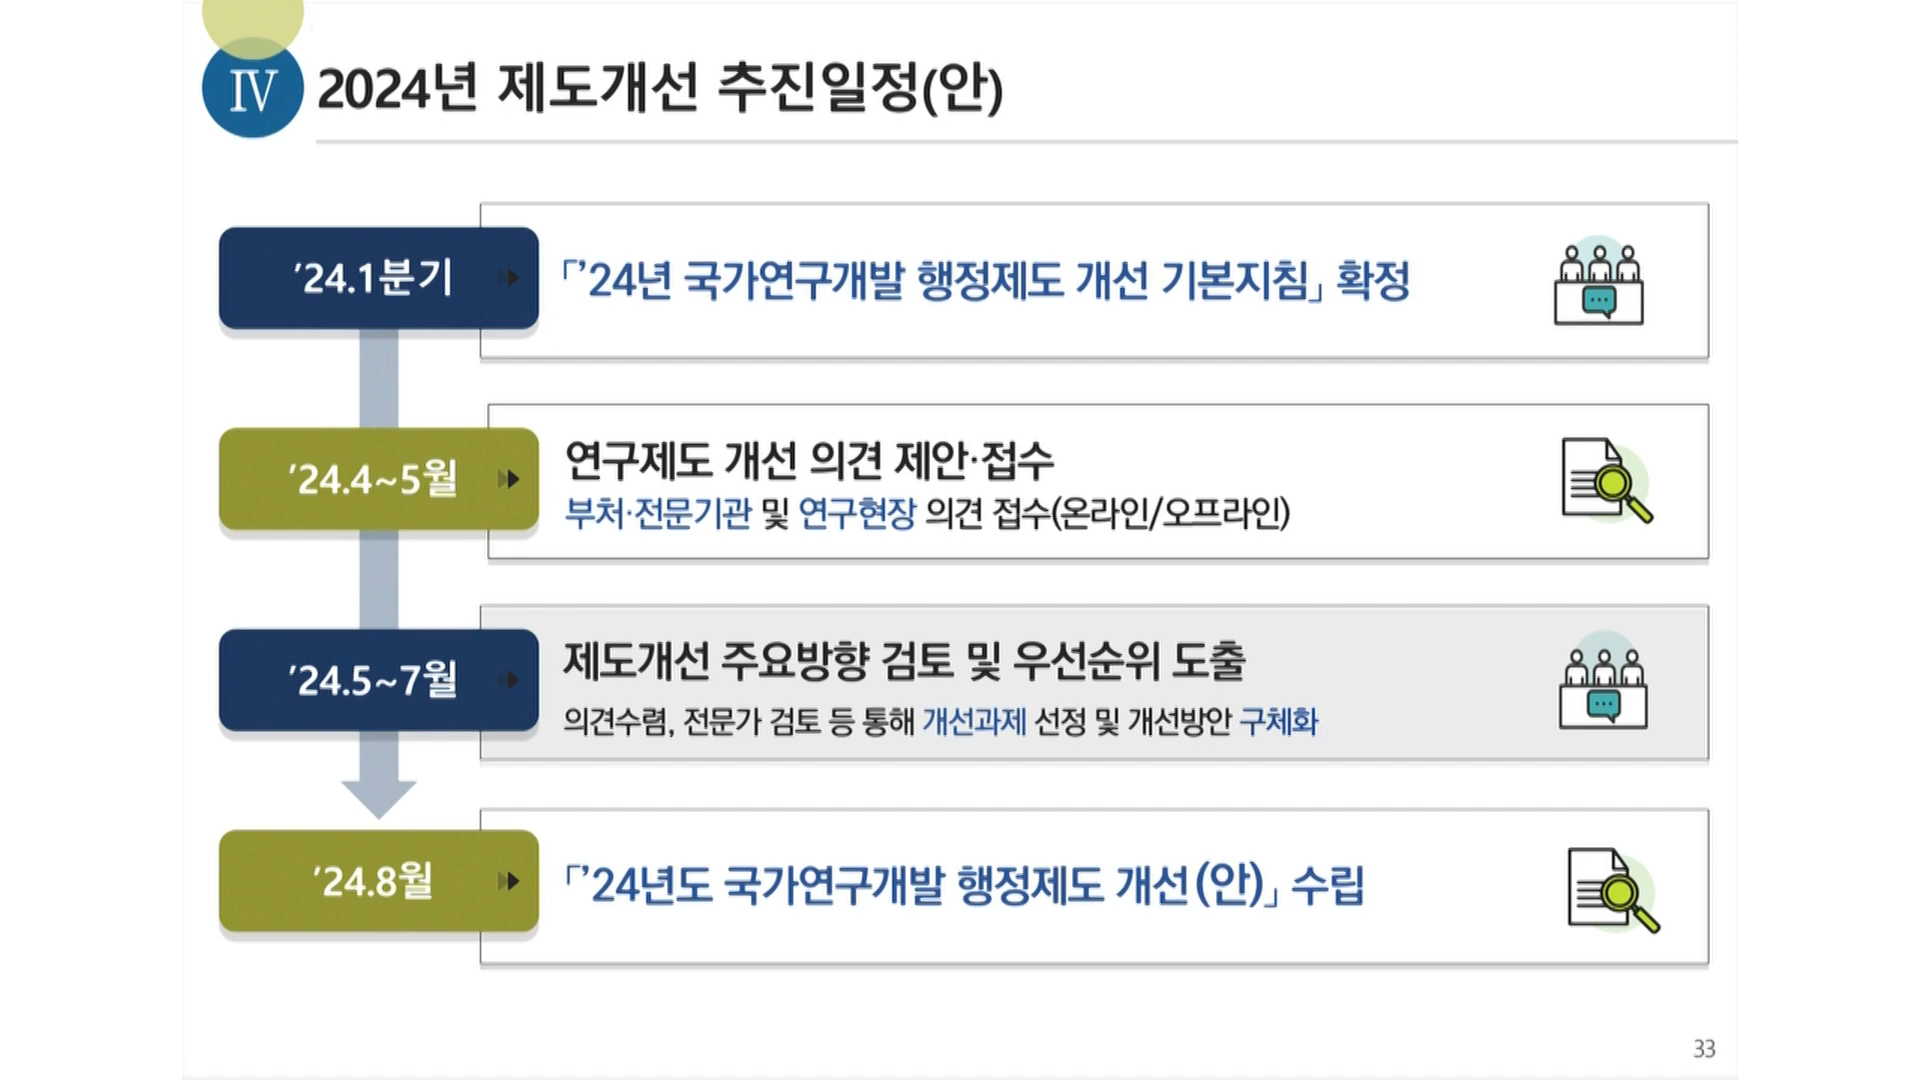 Ⅳ 2024년 제도개선 추진일정(안)
’24.1분기
「’24년 국가연구개발 행정제도 개선 기본지침」 확정
’24.4~5월
연구제도 개선 의견 제안·접수
부처·전문기관 및 연구현장 의견 접수(온라인/오프라인)
’24.5~7월
제도개선 주요방향 검토 및 우선순위 도출
의견수렴, 전문가 검토 등 통해 개선과제 선정 및 개선방안 구체화
’24.8월
「’24년도 국가연구개발 행정제도 개선(안)」 수립
33